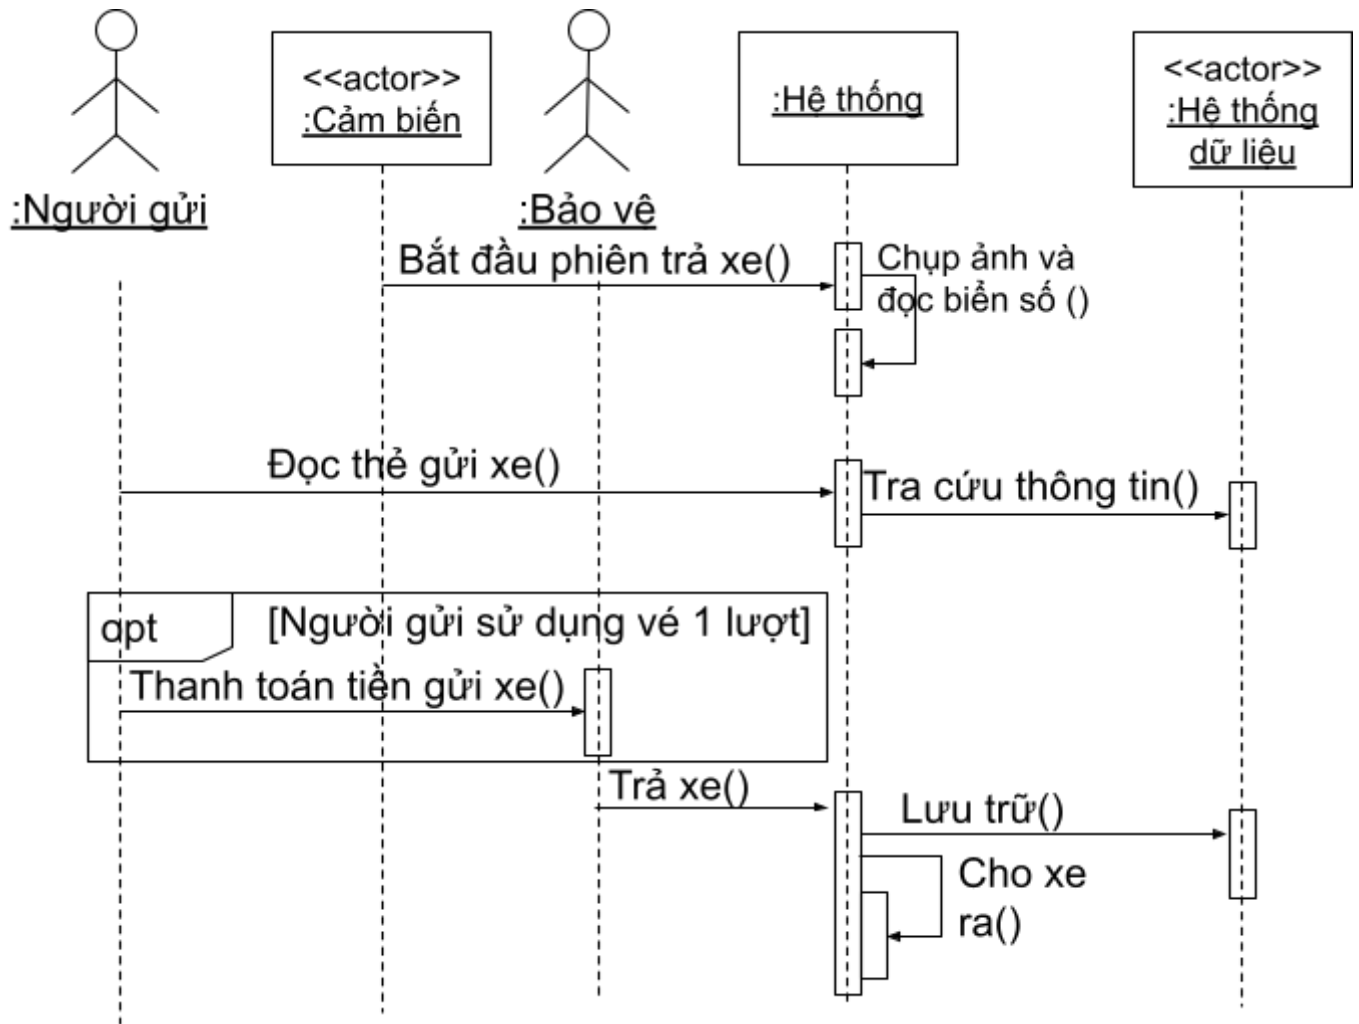 <<actor>>
:Cảm biến
:Hệ thống
<<actor>>
:Hệ thống
dữ liệu
:Người gửi
:Bảo vệ
Bắt đầu phiên trả xe()
Chụp ảnh và
đọc biển số ()
Đọc thẻ gửi xe()
Tra cứu thông tin()
opt
[Người gửi sử dụng vé 1 lượt]
Thanh toán tiền gửi xe()
Trả xe()
Lưu trữ()
Cho xe
ra()